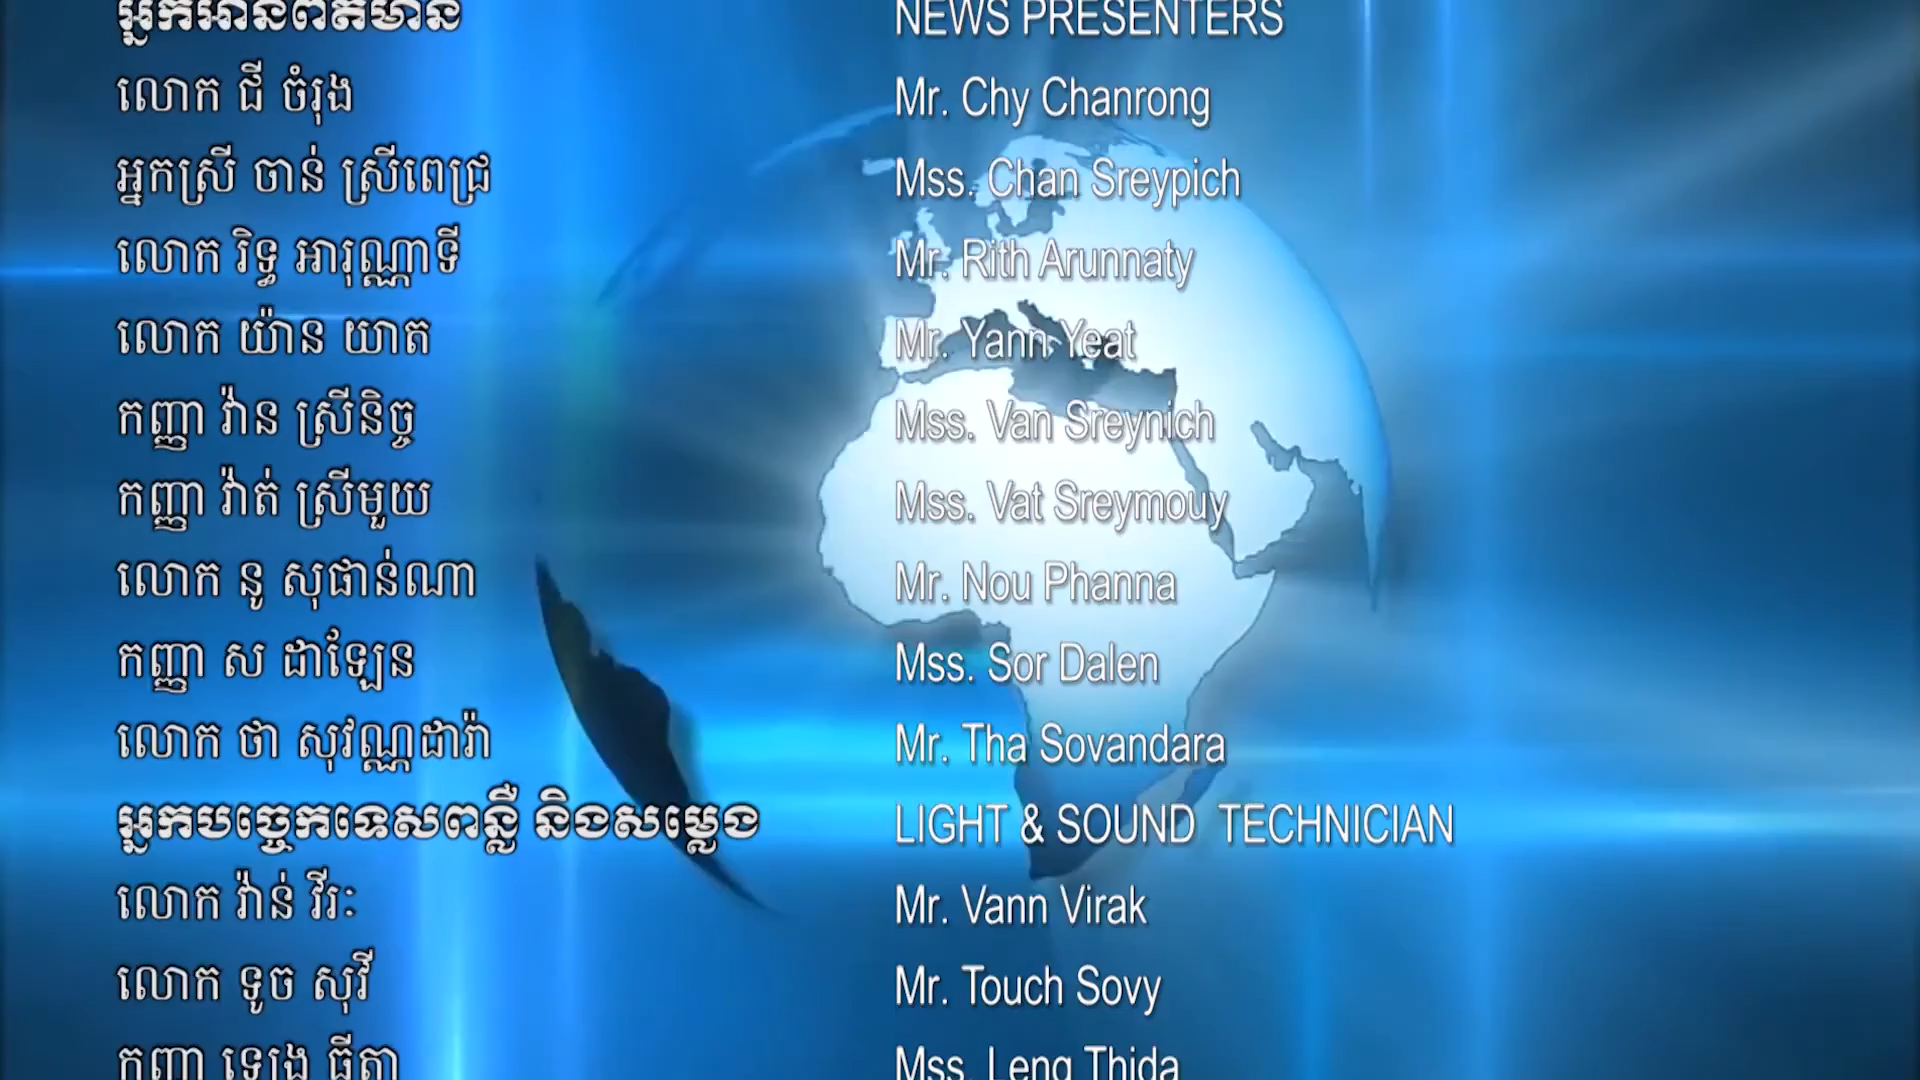 អ្នកអានព័ត៌មាន NEWS PRESENTERS
លោក ជី ចំរុង Mr. Chy Chanrong
អ្នកស្រី ចាន់ ស្រីពេជ្រ Mss. Chan Sreypich
លោក រិទ្ធ អារុណ្ណាទី Mr. Rith Arunnaty
លោក យ៉ាន យាត Mr. Yann Yeat
កញ្ញា វ៉ាន ស្រីនិច្ច Mss. Van Sreynich
កញ្ញា វ៉ាត់ ស្រីមួយ Mss. Vat Sreymouy
លោក នូ សុផាន់ណា Mr. Nou Phanna
កញ្ញា ស ដាឡែន Mss. Sor Dalen
លោក ថា សុវណ្ណដារ៉ា Mr. Tha Sovandara
អ្នកបច្ចេកទេសពន្លឺ និងសម្លេង LIGHT & SOUND TECHNICIAN
លោក វ៉ាន់ វីរៈ Mr. Vann Virak
លោក ទូច សុវី Mr. Touch Sovy
កញ្ញា ឡេង ធីតា Mss. Leng Thida